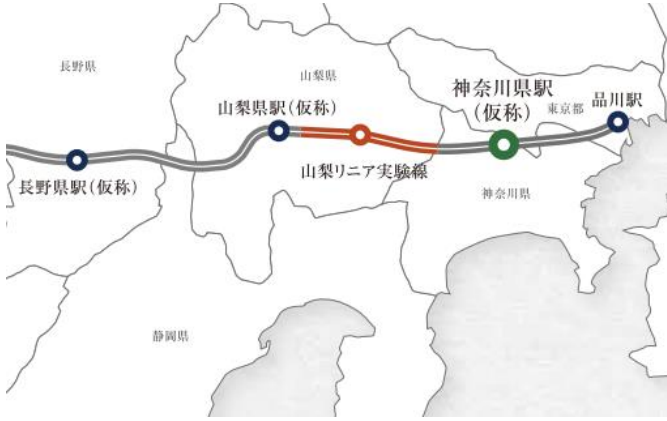 長野県
山梨県
神奈川県駅
(仮称)
東京都
品川駅
山梨県駅(仮称)
山梨リニア実験線
長野県駅(仮称)
神奈川県
静岡県